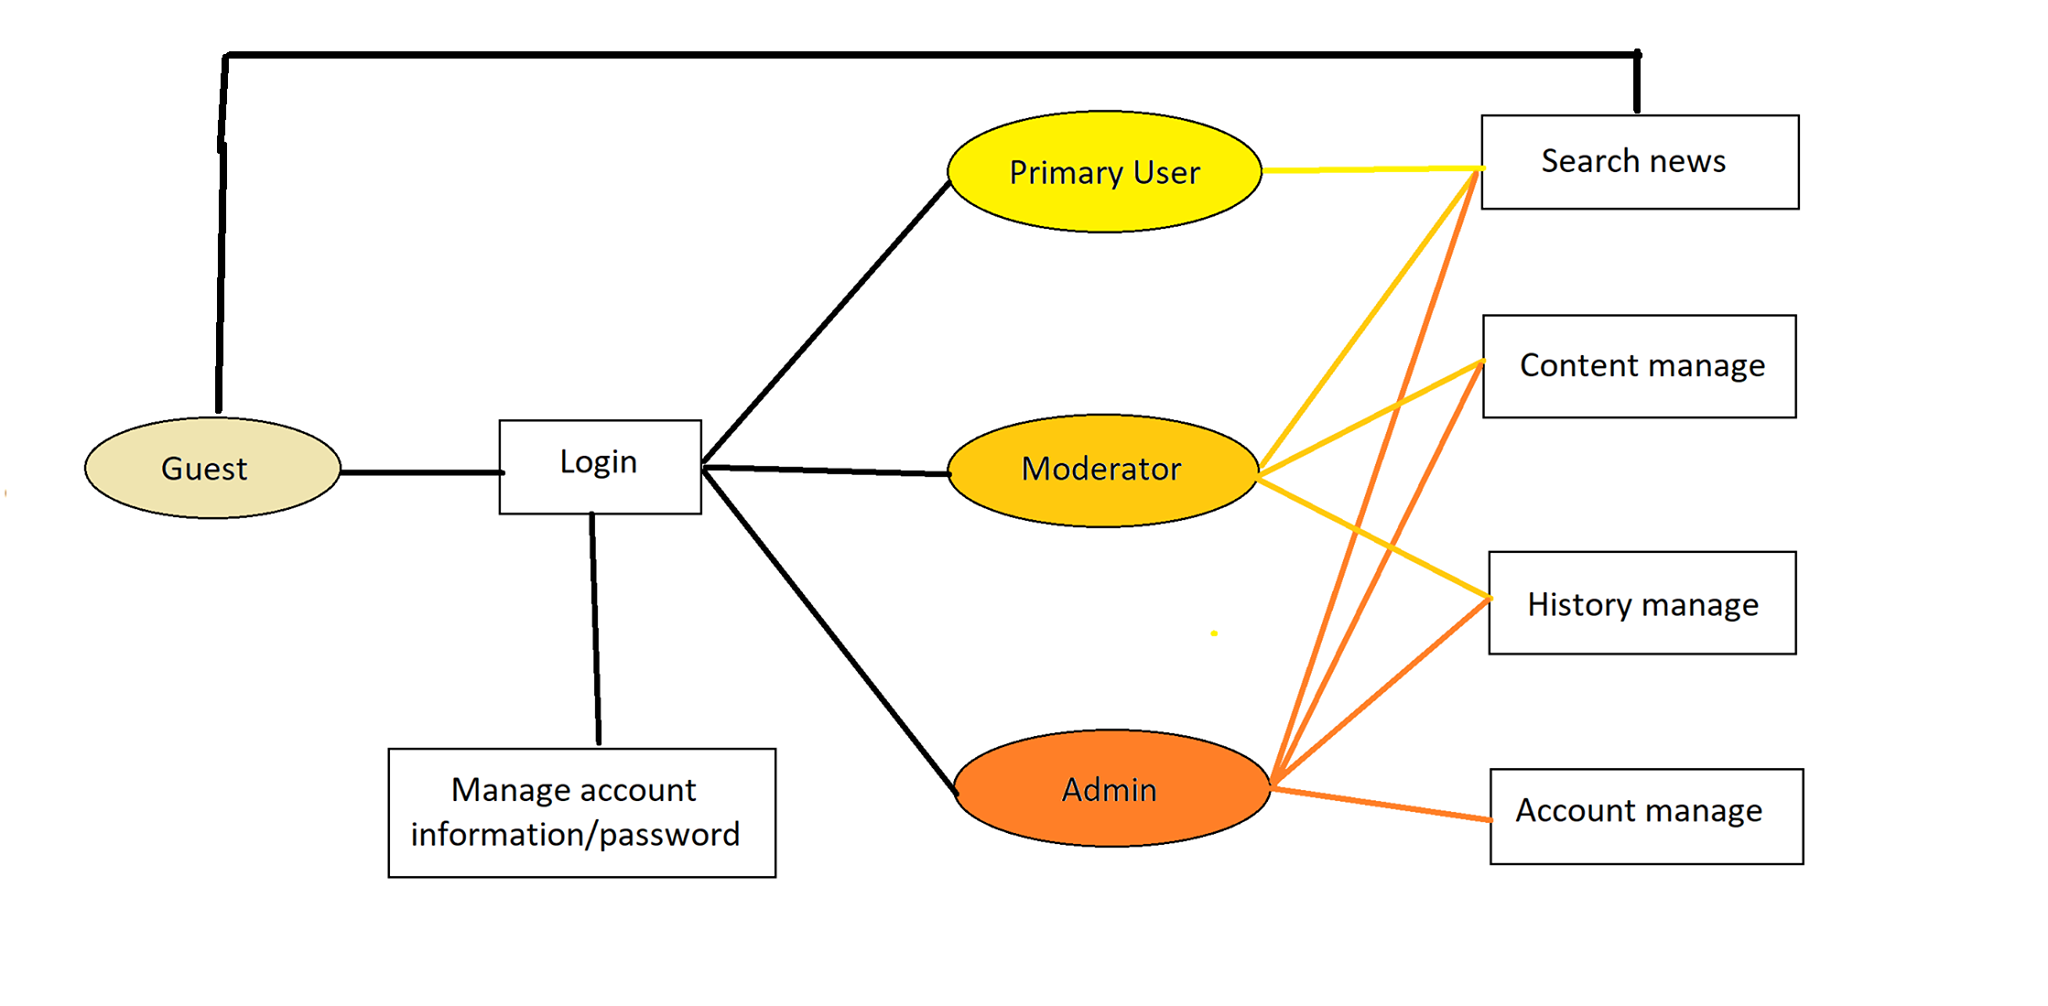 Primary User
Search news
Content manage
Guest
Login
Moderator
History manage
Manage account
information/password
Admin
Account manage